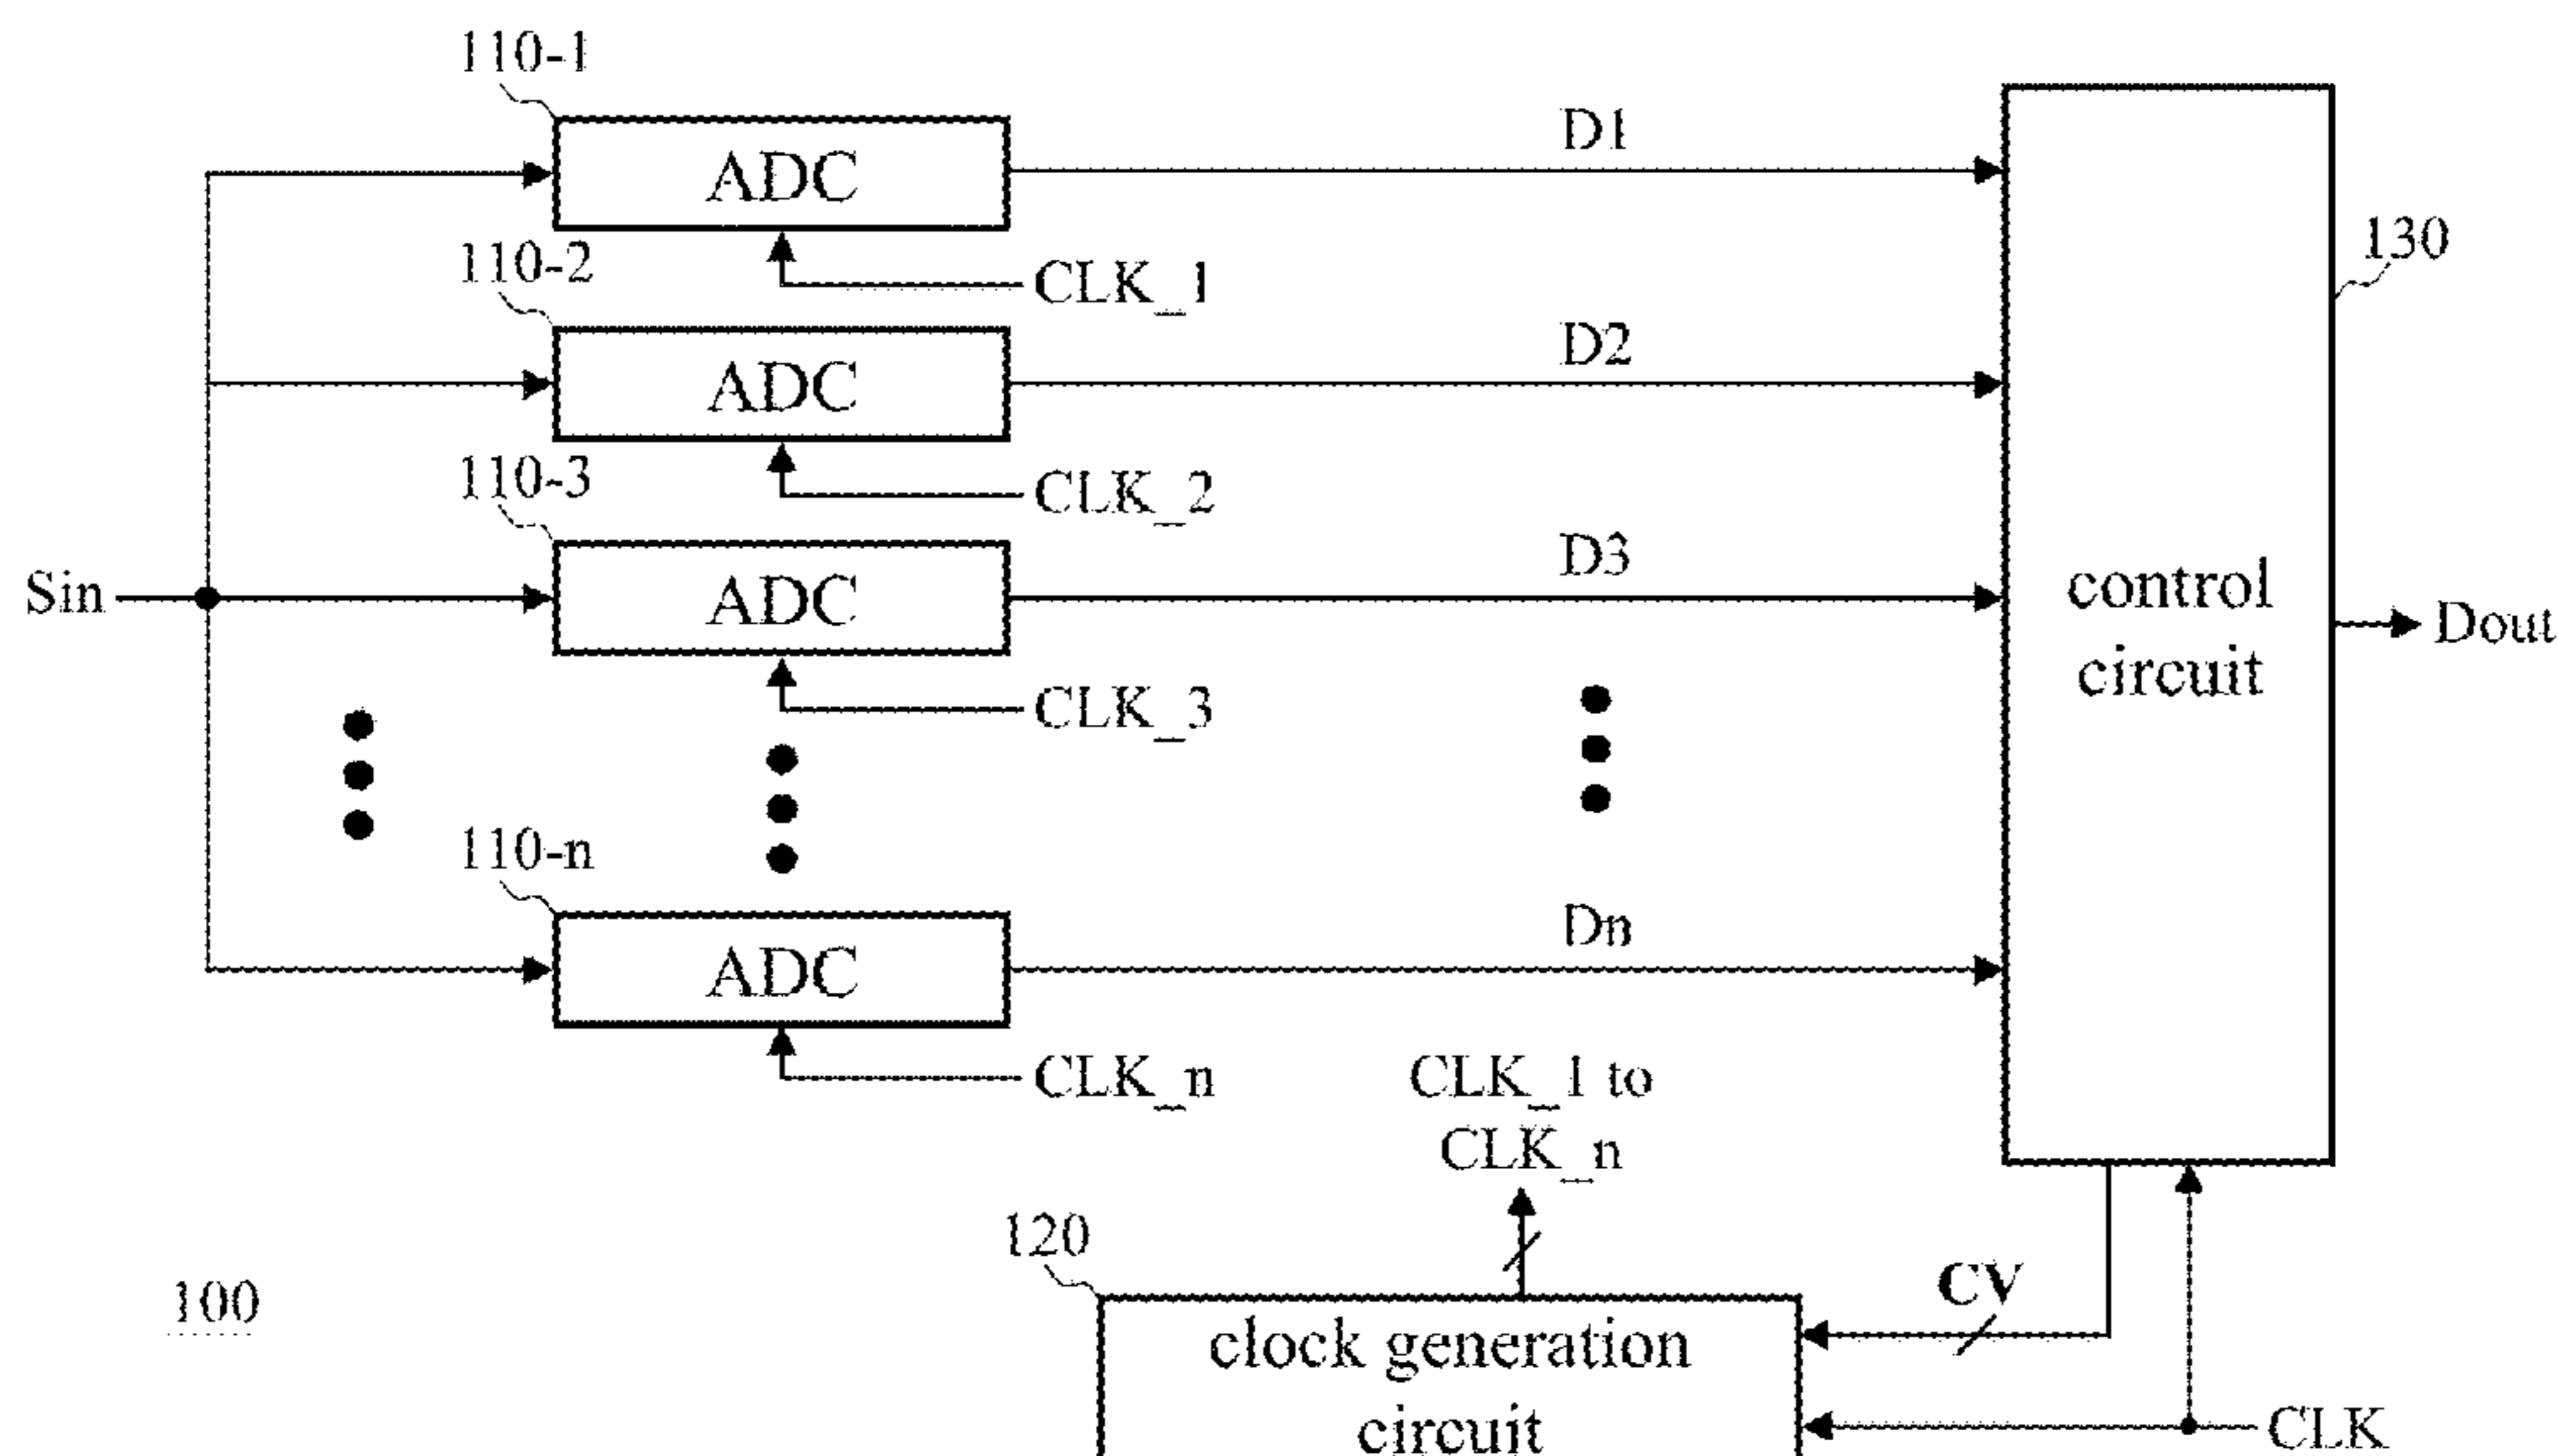 110-1
ADC
D1
CLK_1
130
110-2
ADC
D2
CLK_2
110-3
ADC
D3
CLK_3
Sin
control
circuit
Dout
110-n
ADC
Dn
CLK_n
CLK_1 to
CLK_n
120
CV
100
clock generation
circuit
CLK